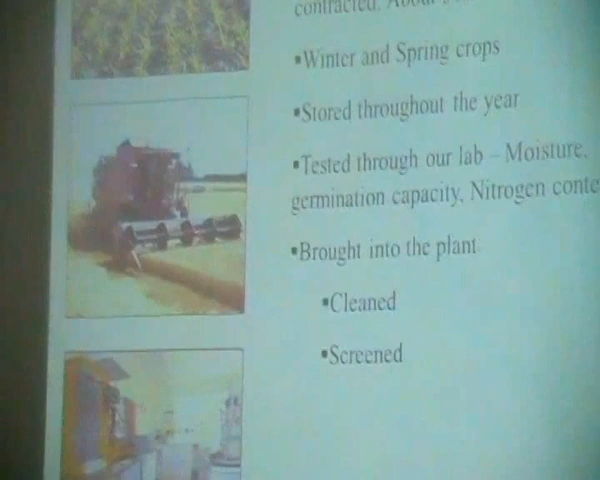 contracted. About
▪Winter and Spring crops
▪Stored throughout the year
▪Tested through our lab – Moisture,
germination capacity, Nitrogen conte
▪Brought into the plant
▪Cleaned
▪Screened